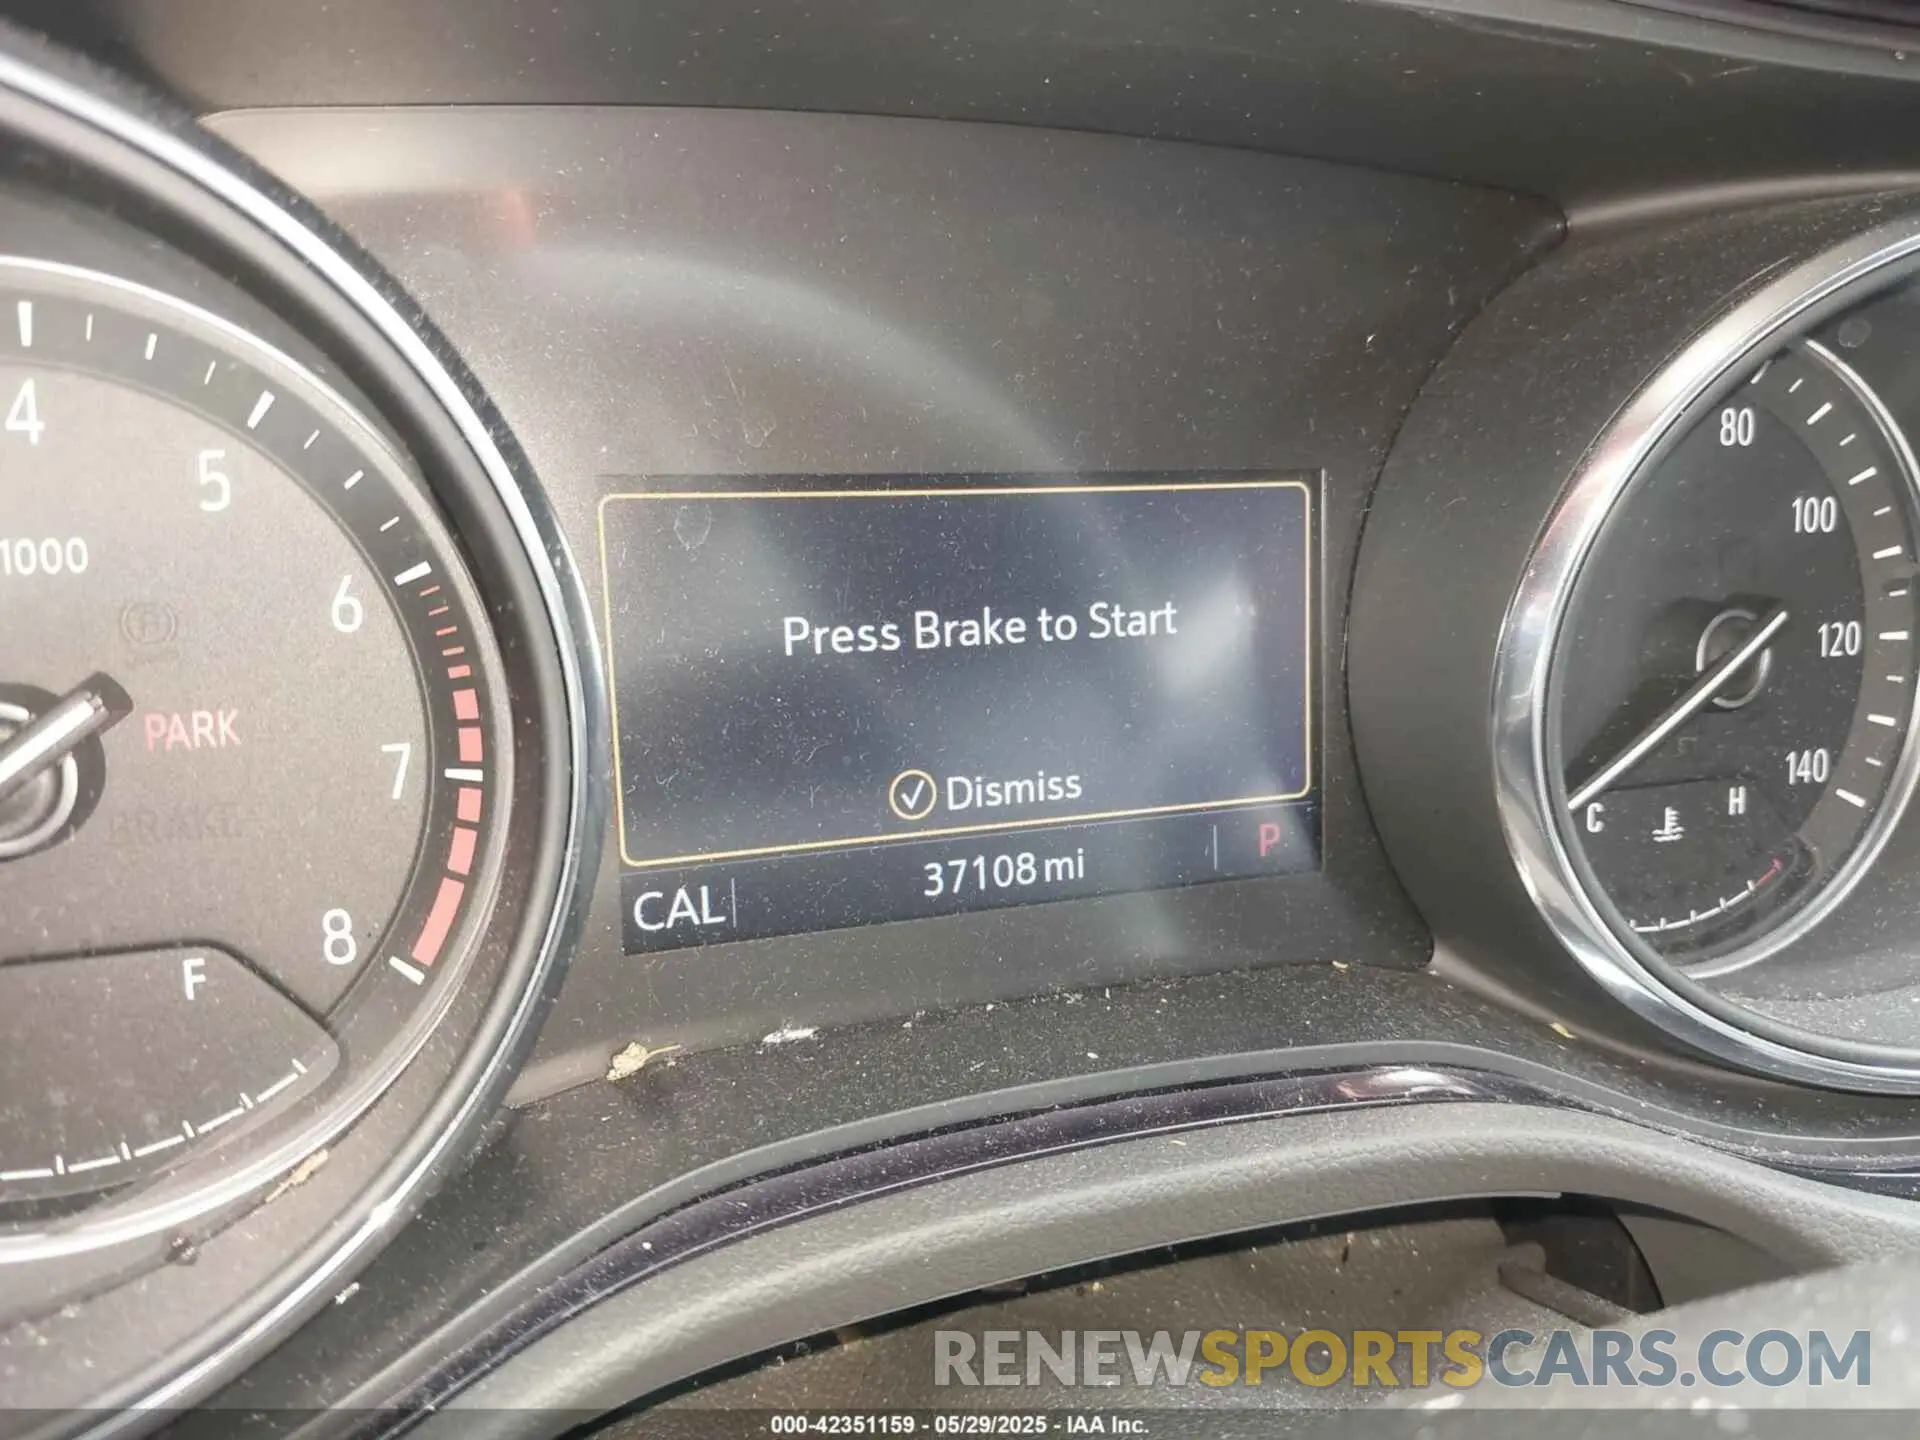 4
5
1000
6
PARK
7
BRAKE
8
F
Press Brake to Start
Dismiss
CAL
37108 mi
P
80
100
120
140
C
H
RENEWSPORTSCARS.COM
000-42351159 - 05/29/2025 - IAA Inc.